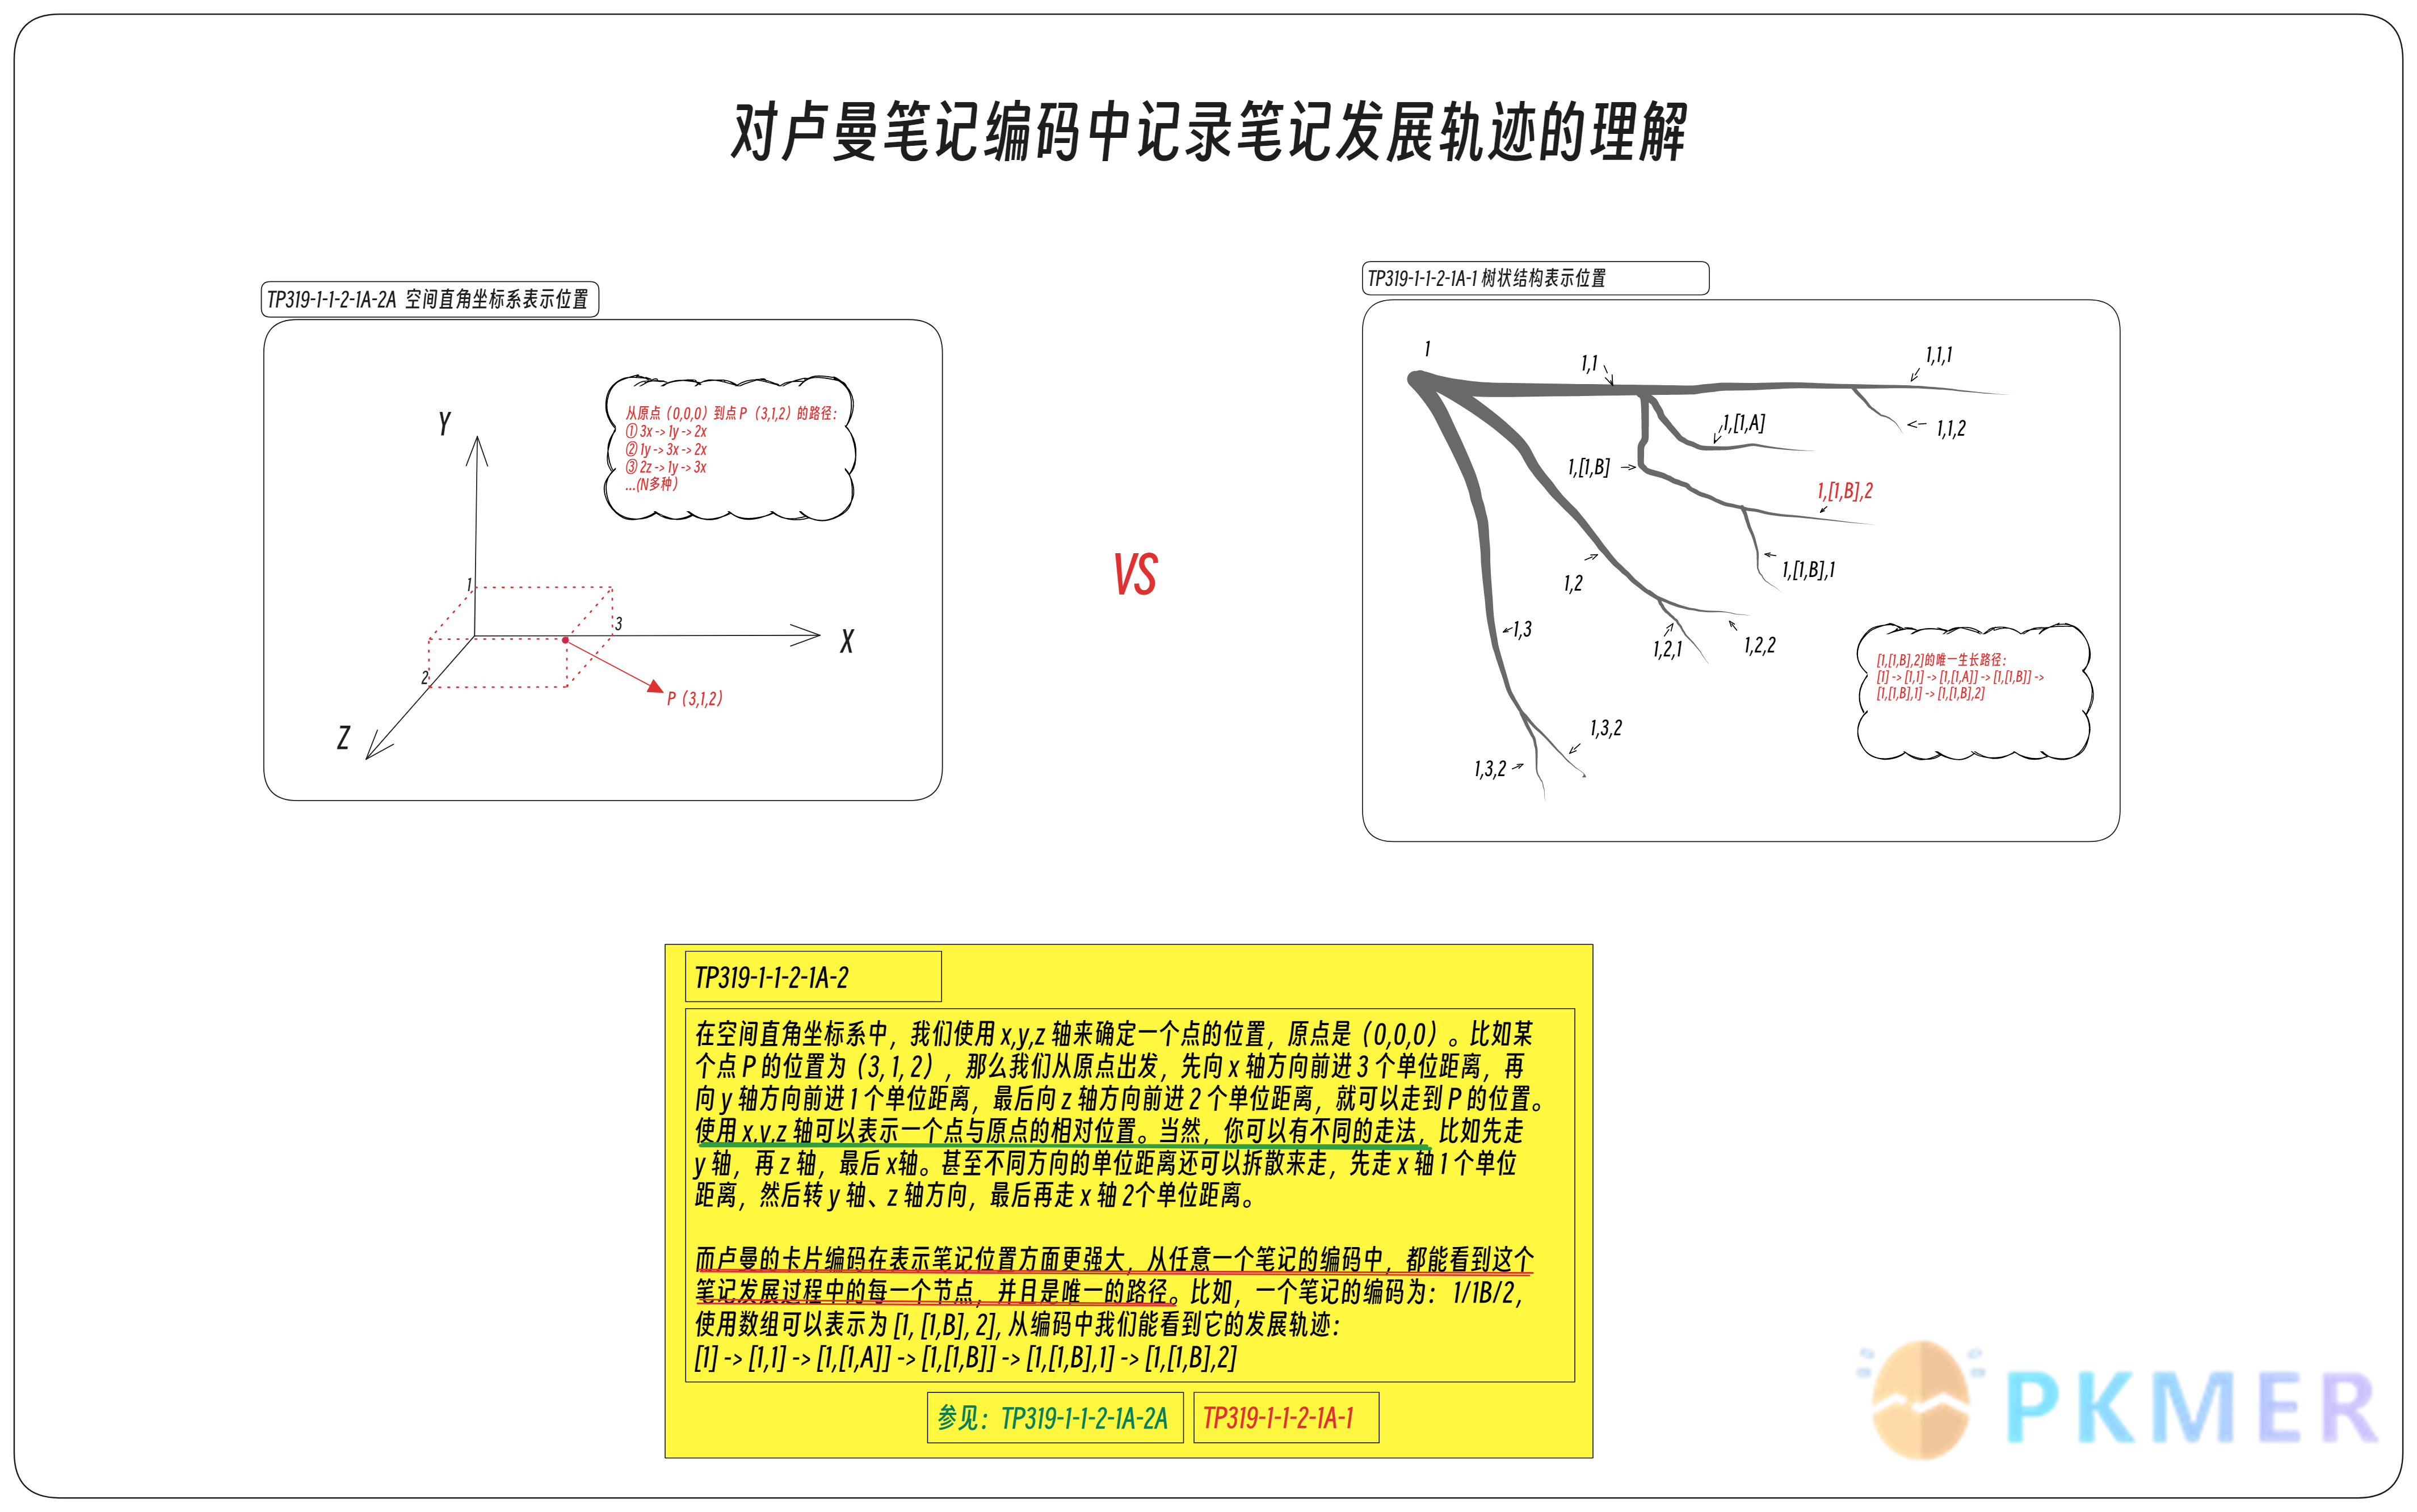 对卢曼笔记编码中记录笔记发展轨迹的理解
TP319-1-1-2-1A-2A 空间直角坐标系表示位置
从原点（0,0,0）到点 P（3,1,2）的路径：
① 3x -> 1y -> 2x
② 1y -> 3x -> 2x
③ 2z -> 1y -> 3x
...(N多种）
Y
1
3
X
2
P（3,1,2）
Z
VS
TP319-1-1-2-1A-1 树状结构表示位置
1
1,1
1,1,1
1,[1,A]
1,1,2
1,[1,B]
1,[1,B],2
1,[1,B],1
1,2
1,3
1,2,1
1,2,2
1,3,2
1,3,2
[1,[1,B],2]的唯一生长路径：
[1] -> [1,1] -> [1,[1,A]] -> [1,[1,B]] ->
[1,[1,B],1] -> [1,[1,B],2]
TP319-1-1-2-1A-2
在空间直角坐标系中，我们使用 x,y,z 轴来确定一个点的位置，原点是（0,0,0）。比如某
个点 P 的位置为（3, 1, 2），那么我们从原点出发，先向 x 轴方向前进 3 个单位距离，再
向 y 轴方向前进 1 个单位距离，最后向 z 轴方向前进 2 个单位距离，就可以走到 P 的位置。
使用 x,y,z 轴可以表示一个点与原点的相对位置。当然，你可以有不同的走法，比如先走
y 轴，再 z 轴，最后 x轴。甚至不同方向的单位距离还可以拆散来走，先走 x 轴 1 个单位
距离，然后转 y 轴、z 轴方向，最后再走 x 轴 2个单位距离。
而卢曼的卡片编码在表示笔记位置方面更强大，从任意一个笔记的编码中，都能看到这个
笔记发展过程中的每一个节点，并且是唯一的路径。比如，一个笔记的编码为： 1/1B/2，
使用数组可以表示为 [1, [1,B], 2], 从编码中我们能看到它的发展轨迹：
[1] -> [1,1] -> [1,[1,A]] -> [1,[1,B]] -> [1,[1,B],1] -> [1,[1,B],2]
参见：TP319-1-1-2-1A-2A
TP319-1-1-2-1A-1
PKMER